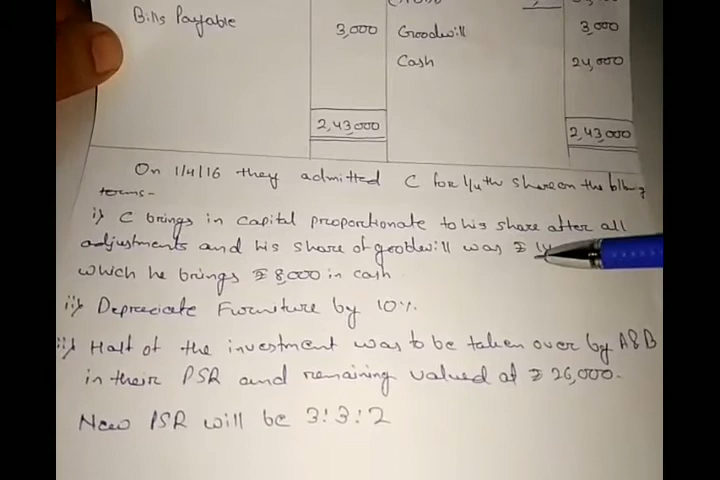 Bills Payable 3,000 Goodwill 3,000
Cash 24,000
2,43,000 2,43,000
On 1/4/16 they admitted C for 1/4th share on the
terms-
i) C brings in capital proportionate to his share after all
adjustments and his share of goodwill was ₹
which he brings ₹ 8,000 in cash
ii) Depreciate Furniture by 10%.
Half of the investment was to be taken over by A&B
in their PSR and remaining valued at ₹ 26,000.
New PSR will be 3:3:2